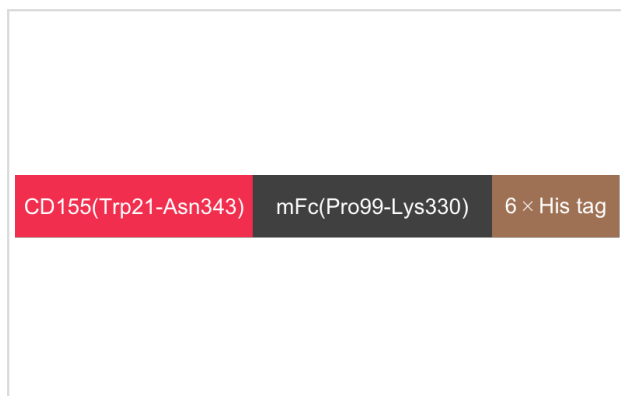 CD155(Trp21-Asn343)
mFc(Pro99-Lys330)
6 × His tag